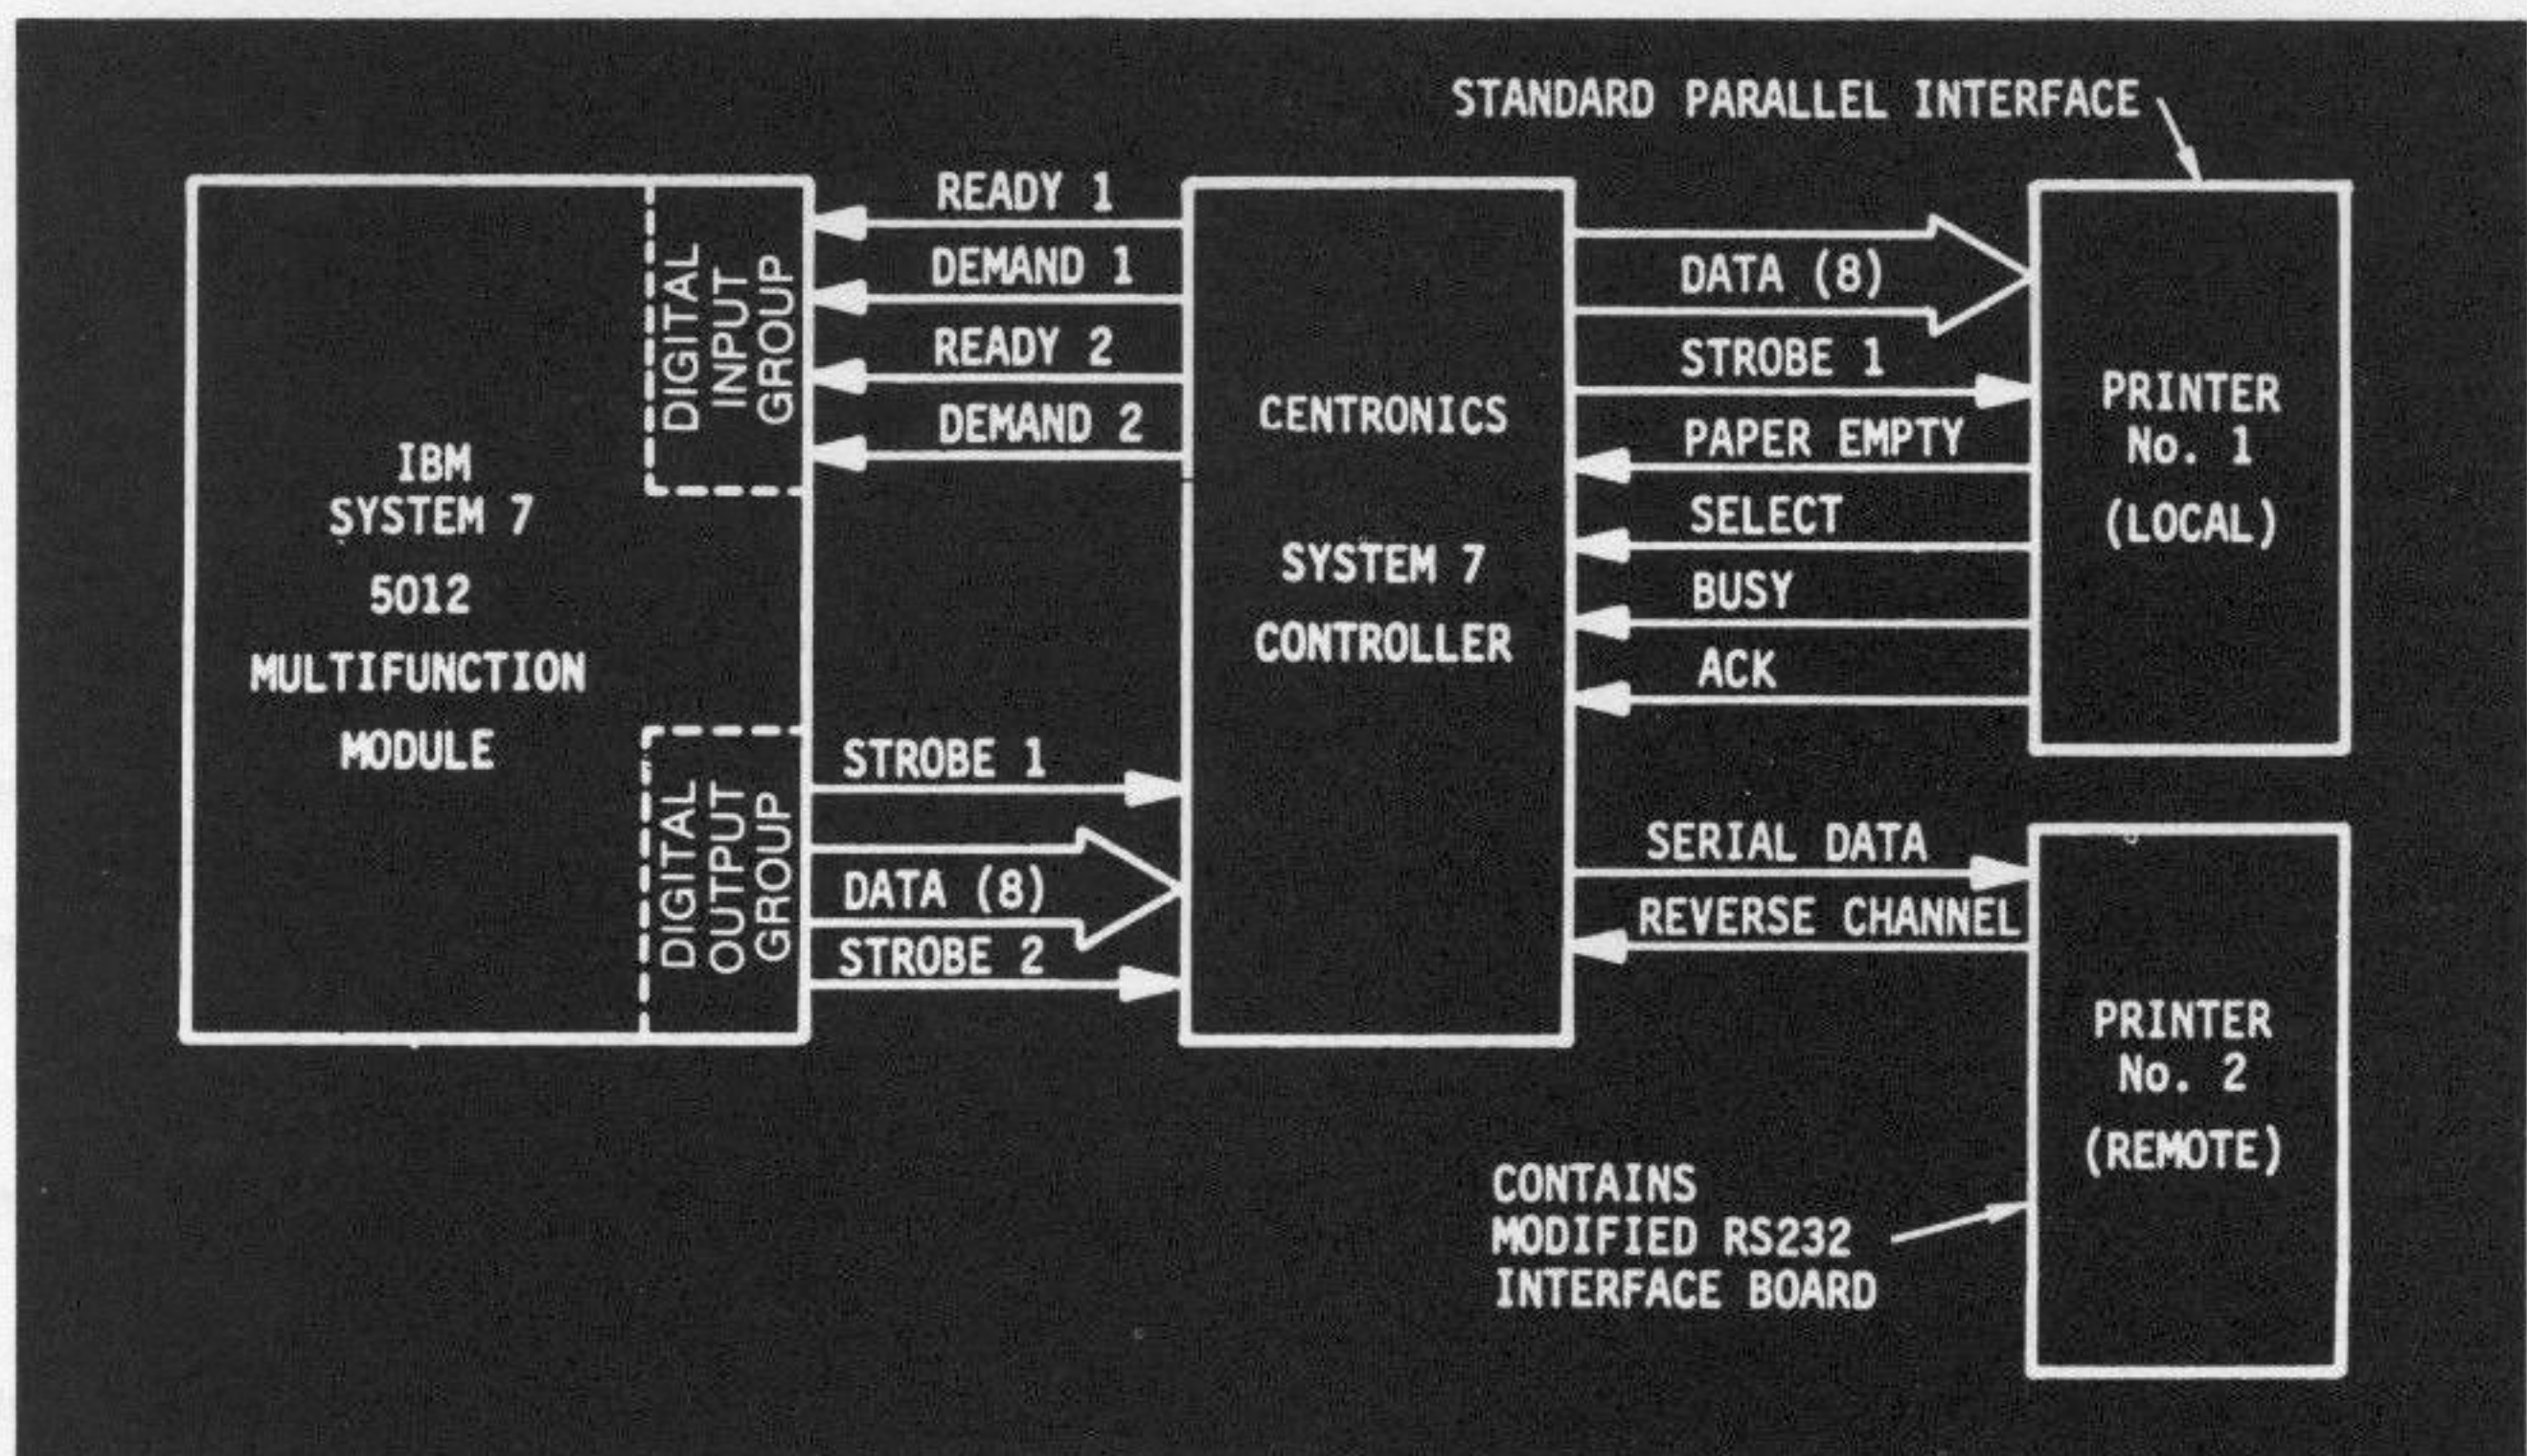 STANDARD PARALLEL INTERFACE
IBM
SYSTEM 7
5012
MULTIFUNCTION
MODULE
DIGITAL
INPUT
GROUP
DIGITAL
OUTPUT
GROUP
READY 1
DEMAND 1
READY 2
DEMAND 2
STROBE 1
DATA (8)
STROBE 2
CENTRONICS
SYSTEM 7
CONTROLLER
DATA (8)
STROBE 1
PAPER EMPTY
SELECT
BUSY
ACK
SERIAL DATA
REVERSE CHANNEL
PRINTER
No. 1
(LOCAL)
PRINTER
No. 2
(REMOTE)
CONTAINS
MODIFIED RS232
INTERFACE BOARD